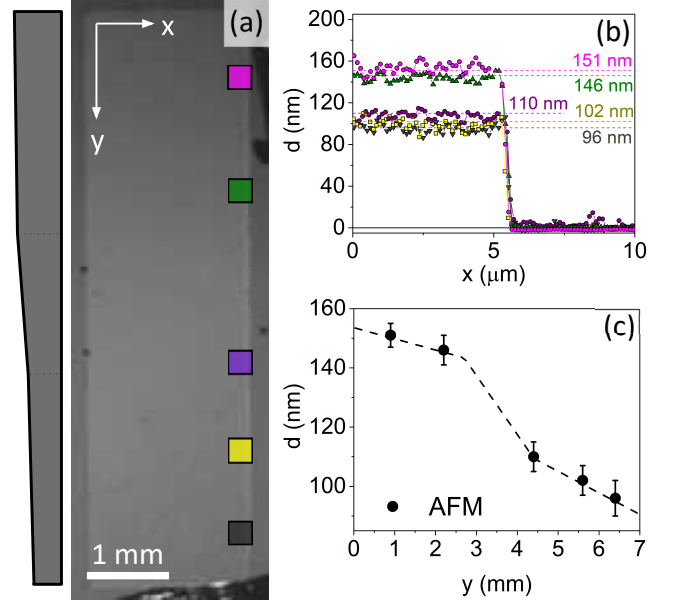 (a)
x
y
1 mm
(b)
d (nm)
200
160
120
80
40
0
151 nm
146 nm
110 nm
102 nm
96 nm
0
5
10
x (μm)
(c)
d (nm)
160
140
120
100
AFM
0 1 2 3 4 5 6 7
y (mm)